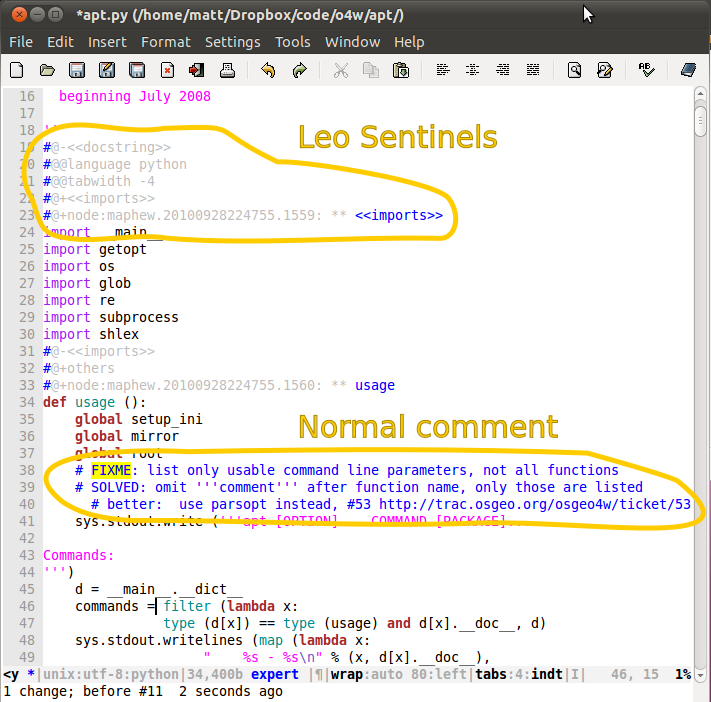 *apt.py (/home/matt/Dropbox/code/o4w/apt/)
File Edit Insert Format Settings Tools Window Help
16   beginning July 2008
17
18 '''
Leo Sentinels
19 #@-<<docstring>>
20 #@@language python
21 #@@tabwidth -4
22 #@+<<imports>>
23 #@+node:maphew.20100928224755.1559: ** <<imports>>
24 import __main__
25 import getopt
26 import os
27 import glob
28 import re
29 import subprocess
30 import shlex
31 #@-<<imports>>
32 #@+others
33 #@+node:maphew.20100928224755.1560: ** usage
34 def usage ():
35     global setup_ini
36     global mirror
Normal comment
37     global root
38     # FIXME: list only usable command line parameters, not all functions
39     # SOLVED: omit '''comment''' after function name, only those are listed
40       # better:  use parsopt instead, #53 http://trac.osgeo.org/osgeo4w/ticket/53
41     sys.stdout.write ('''apt [OPTION]... COMMAND [PACKAGE]...
42
43 Commands:
44 ''')
45     d = __main__.__dict__
46     commands = filter (lambda x:
47                type (d[x]) == type (usage) and d[x].__doc__, d)
48     sys.stdout.writelines (map (lambda x:
49                     "    %s - %s\n" % (x, d[x].__doc__),
<y *|unix:utf-8:python|34,400b expert |¶|wrap:auto 80:left|tabs:4:indt|I|   46, 15  1%
1 change; before #11  2 seconds ago